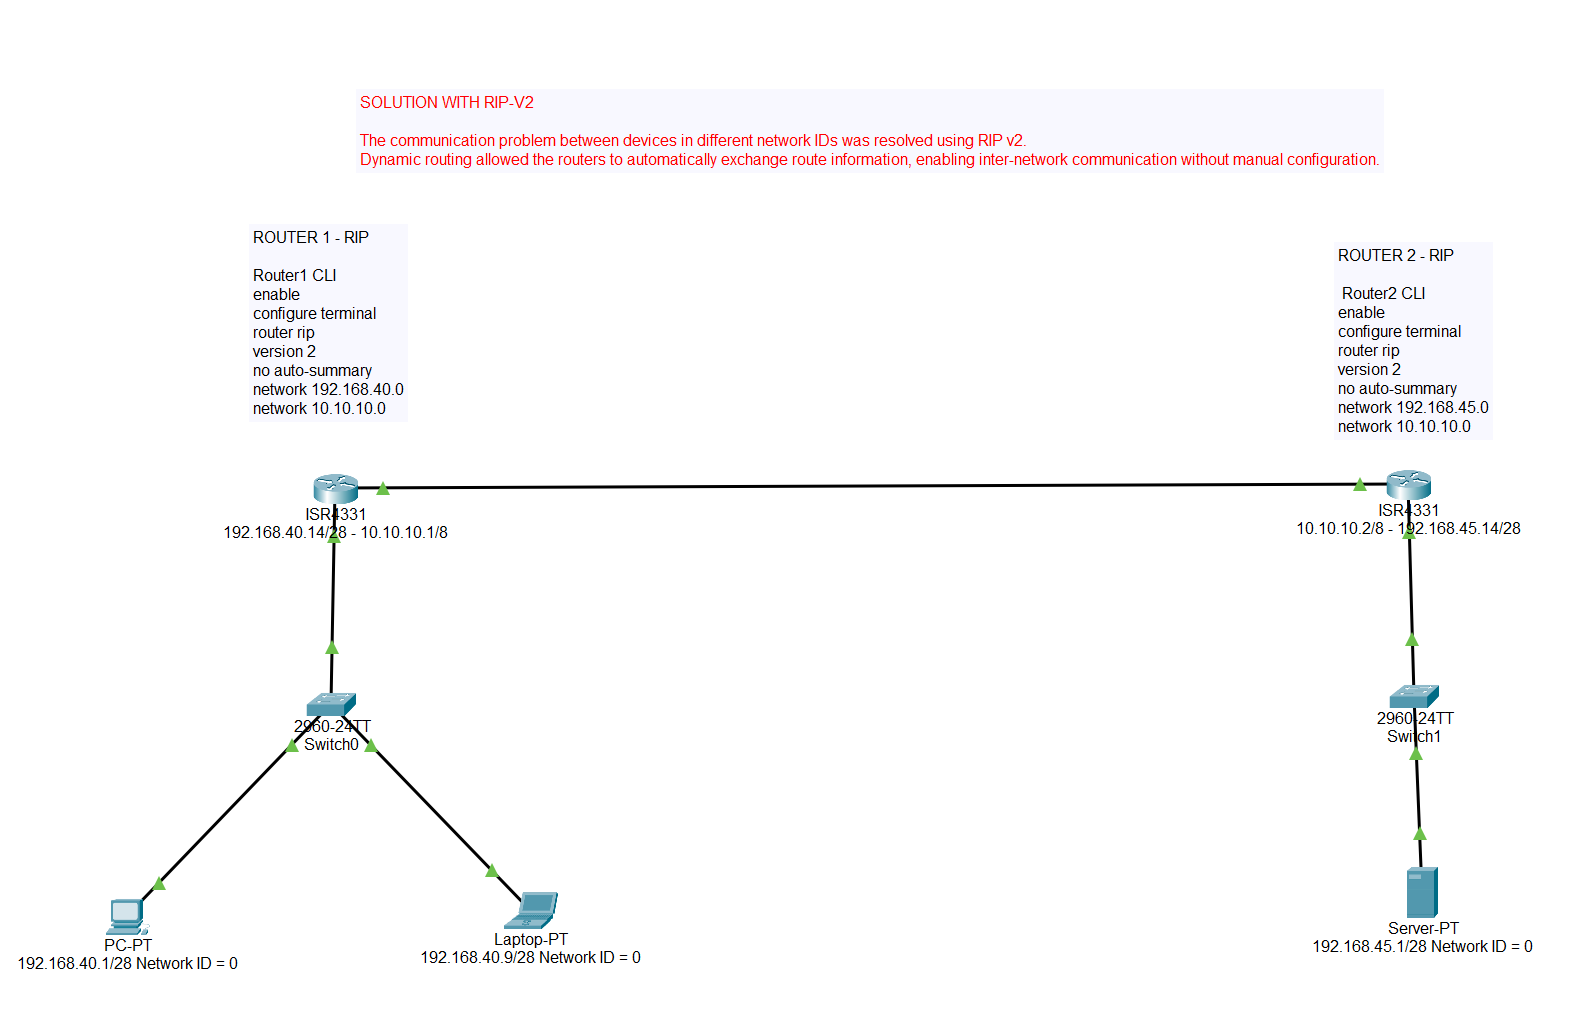 SOLUTION WITH RIP-V2
The communication problem between devices in different network IDs was resolved using RIP v2.
Dynamic routing allowed the routers to automatically exchange route information, enabling inter-network communication without manual configuration.
ROUTER 1 - RIP
Router1 CLI
enable
configure terminal
router rip
version 2
no auto-summary
network 192.168.40.0
network 10.10.10.0
ROUTER 2 - RIP
Router2 CLI
enable
configure terminal
router rip
version 2
no auto-summary
network 192.168.45.0
network 10.10.10.0
ISR4331
192.168.40.14/28 - 10.10.10.1/8
ISR4331
10.10.10.2/8 - 192.168.45.14/28
2960-24TT
Switch0
2960-24TT
Switch1
PC-PT
192.168.40.1/28 Network ID = 0
Laptop-PT
192.168.40.9/28 Network ID = 0
Server-PT
192.168.45.1/28 Network ID = 0